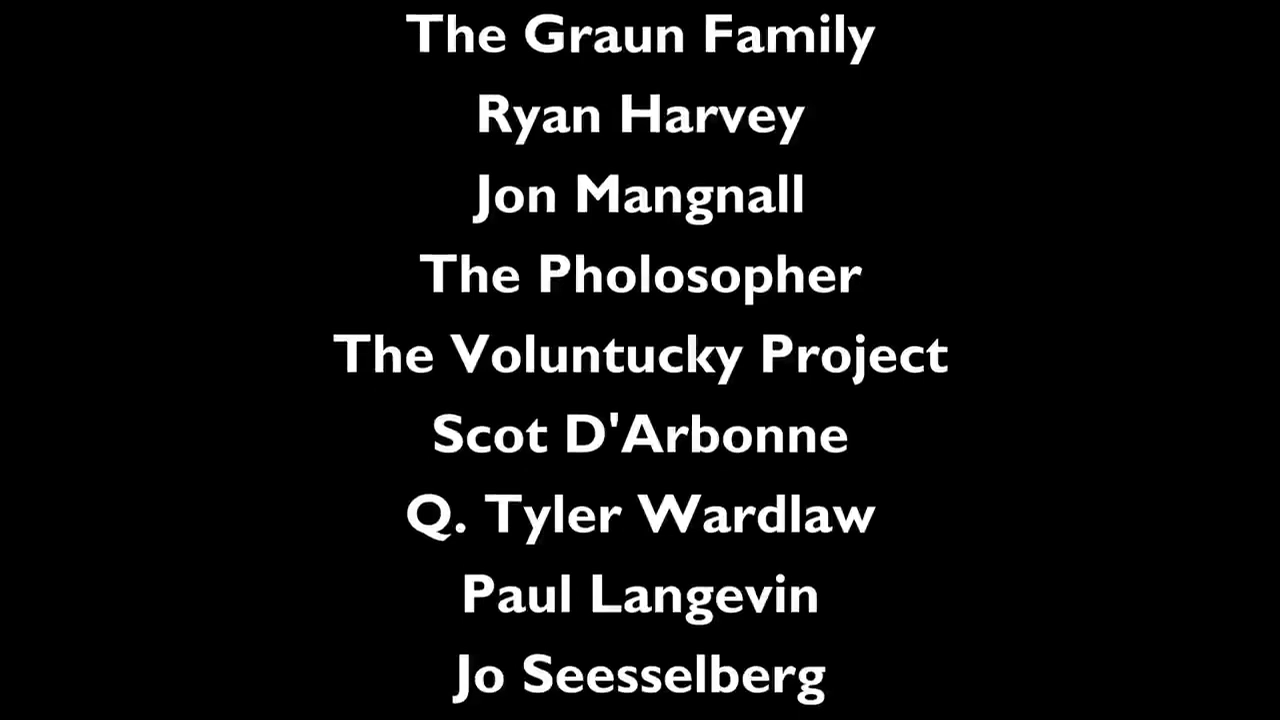 The Graun Family
Ryan Harvey
Jon Mangnall
The Pholosopher
The Voluntucky Project
Scot D'Arbonne
Q. Tyler Wardlaw
Paul Langevin
Jo Seesselberg